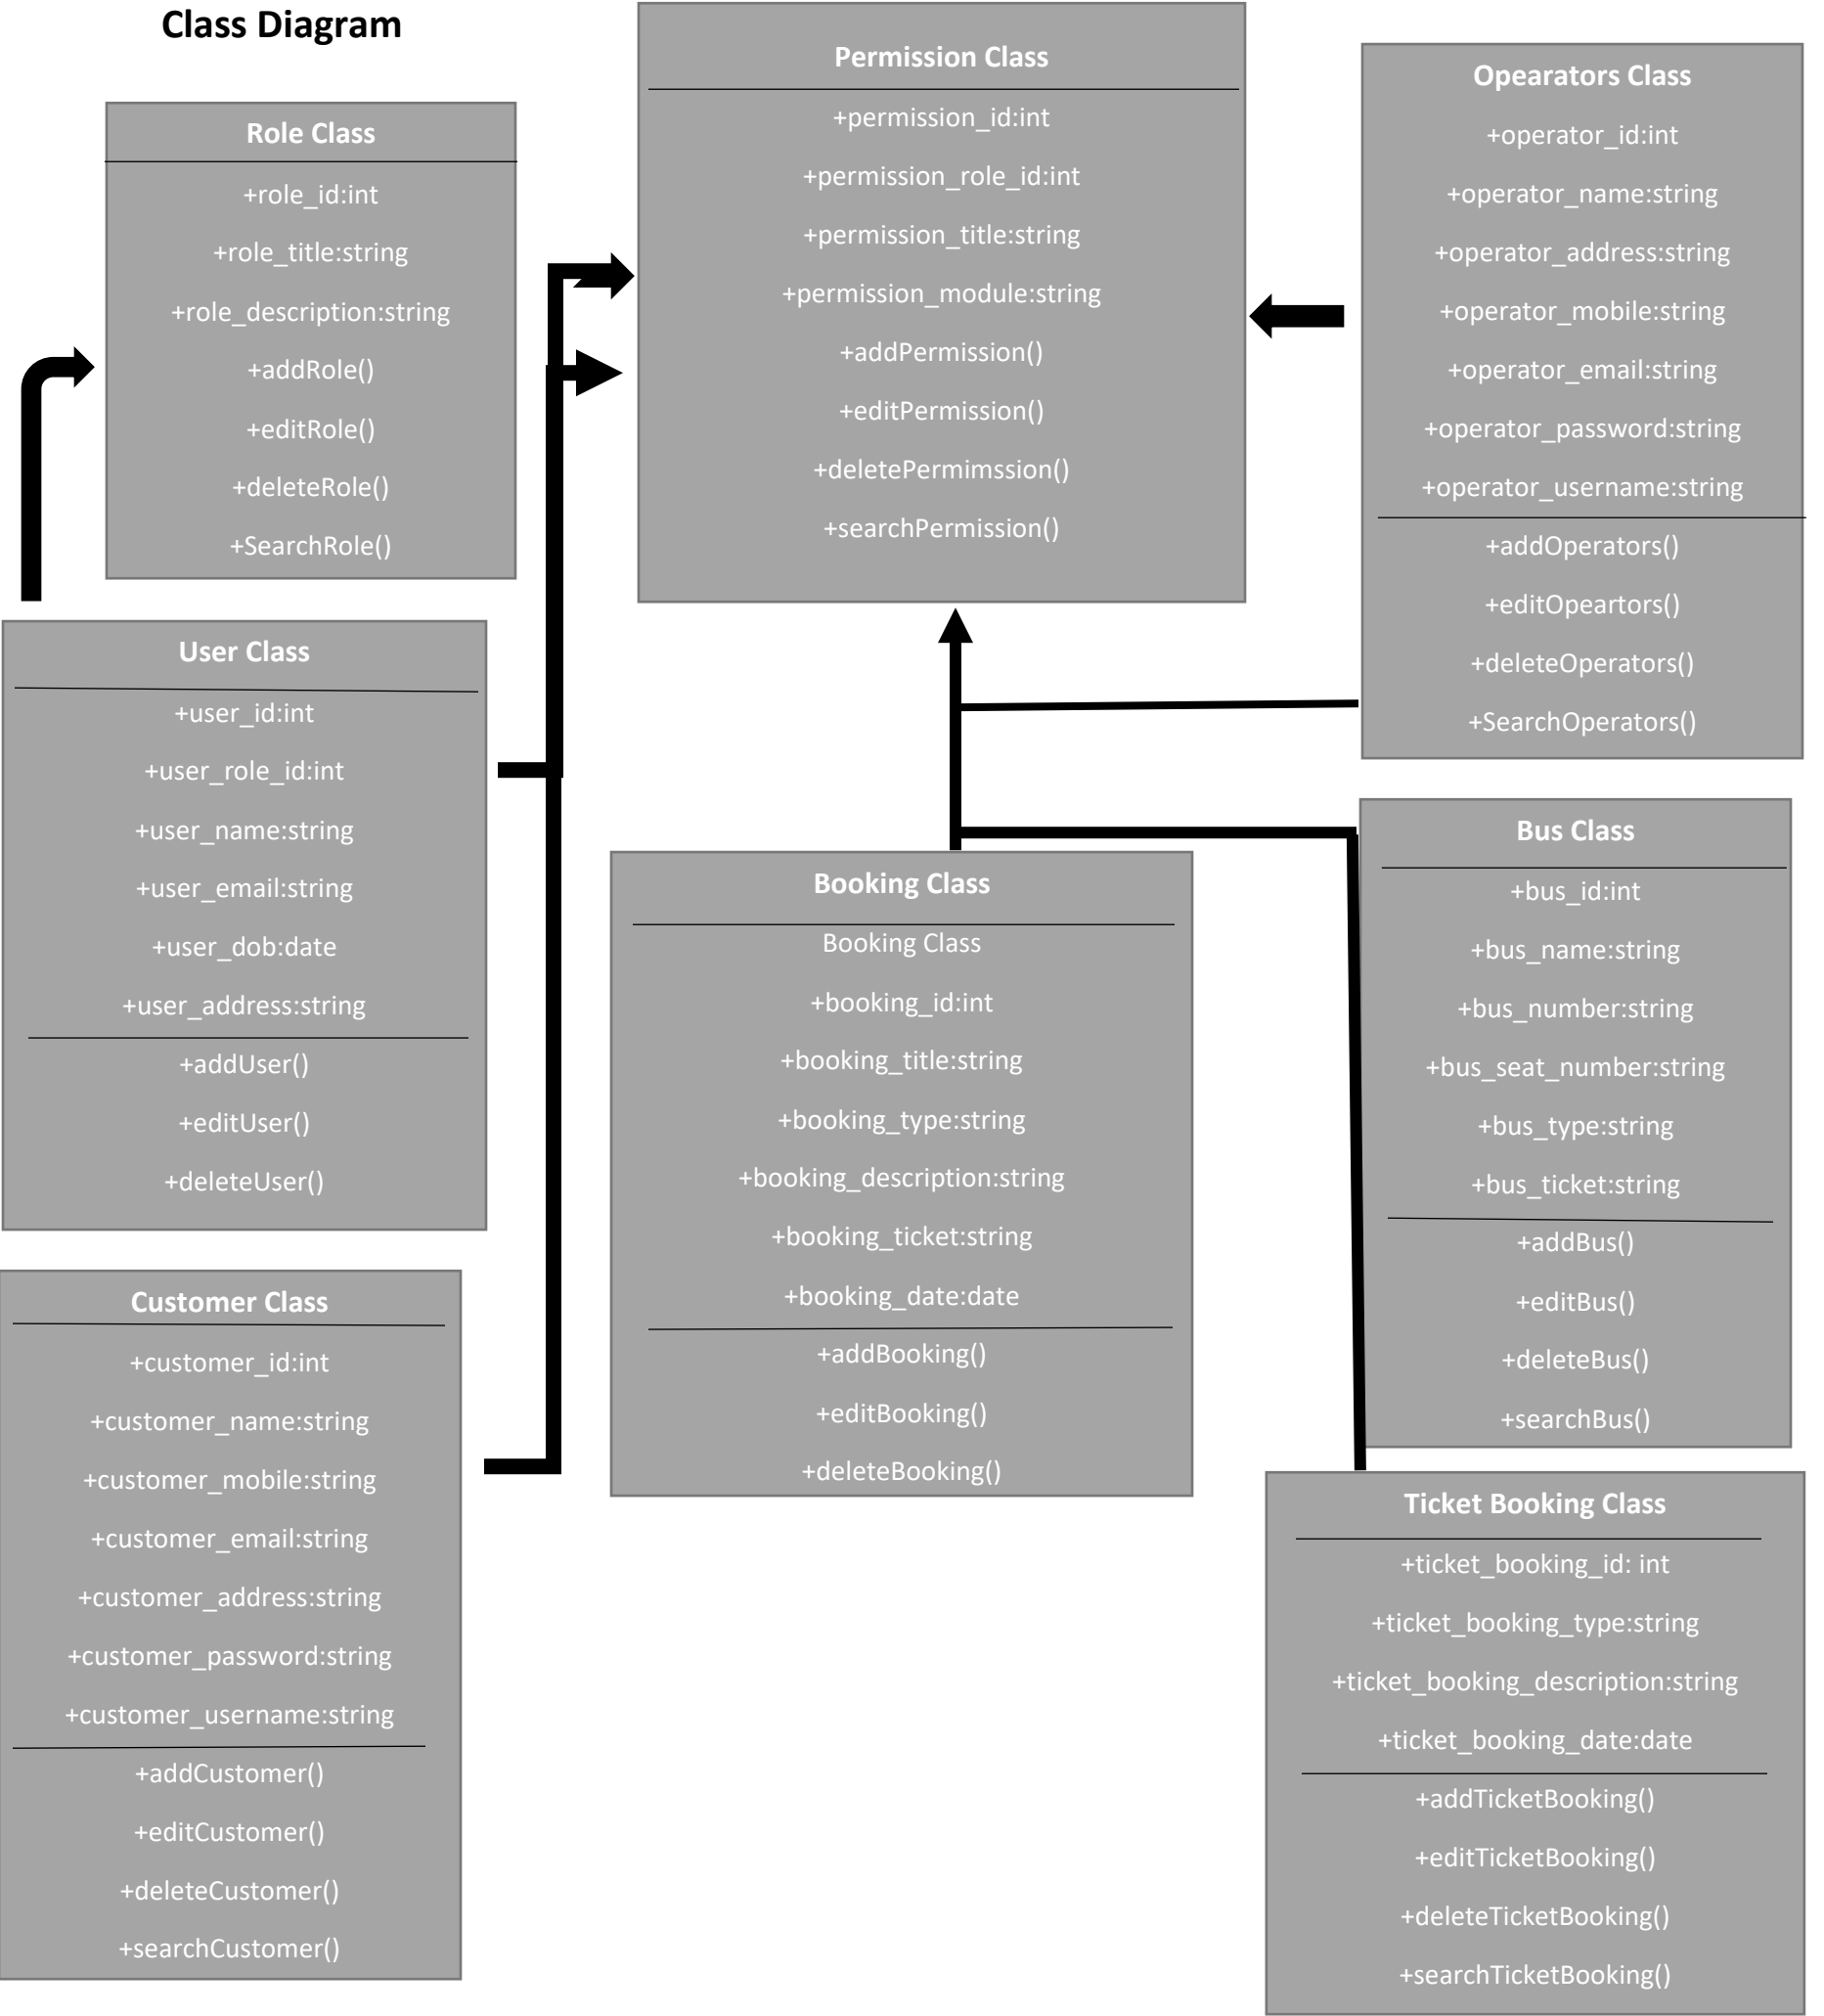 Class Diagram
Role Class
+role_id:int
+role_title:string
+role_description:string
+addRole()
+editRole()
+deleteRole()
+SearchRole()
Permission Class
+permission_id:int
+permission_role_id:int
+permission_title:string
+permission_module:string
+addPermission()
+editPermission()
+deletePermimssion()
+searchPermission()
Opearators Class
+operator_id:int
+operator_name:string
+operator_address:string
+operator_mobile:string
+operator_email:string
+operator_password:string
+operator_username:string
+addOperators()
+editOpeartors()
+deleteOperators()
+SearchOperators()
User Class
+user_id:int
+user_role_id:int
+user_name:string
+user_email:string
+user_dob:date
+user_address:string
+addUser()
+editUser()
+deleteUser()
Booking Class
Booking Class
+booking_id:int
+booking_title:string
+booking_type:string
+booking_description:string
+booking_ticket:string
+booking_date:date
+addBooking()
+editBooking()
+deleteBooking()
Bus Class
+bus_id:int
+bus_name:string
+bus_number:string
+bus_seat_number:string
+bus_type:string
+bus_ticket:string
+addBus()
+editBus()
+deleteBus()
+searchBus()
Customer Class
+customer_id:int
+customer_name:string
+customer_mobile:string
+customer_email:string
+customer_address:string
+customer_password:string
+customer_username:string
+addCustomer()
+editCustomer()
+deleteCustomer()
+searchCustomer()
Ticket Booking Class
+ticket_booking_id: int
+ticket_booking_type:string
+ticket_booking_description:string
+ticket_booking_date:date
+addTicketBooking()
+editTicketBooking()
+deleteTicketBooking()
+searchTicketBooking()